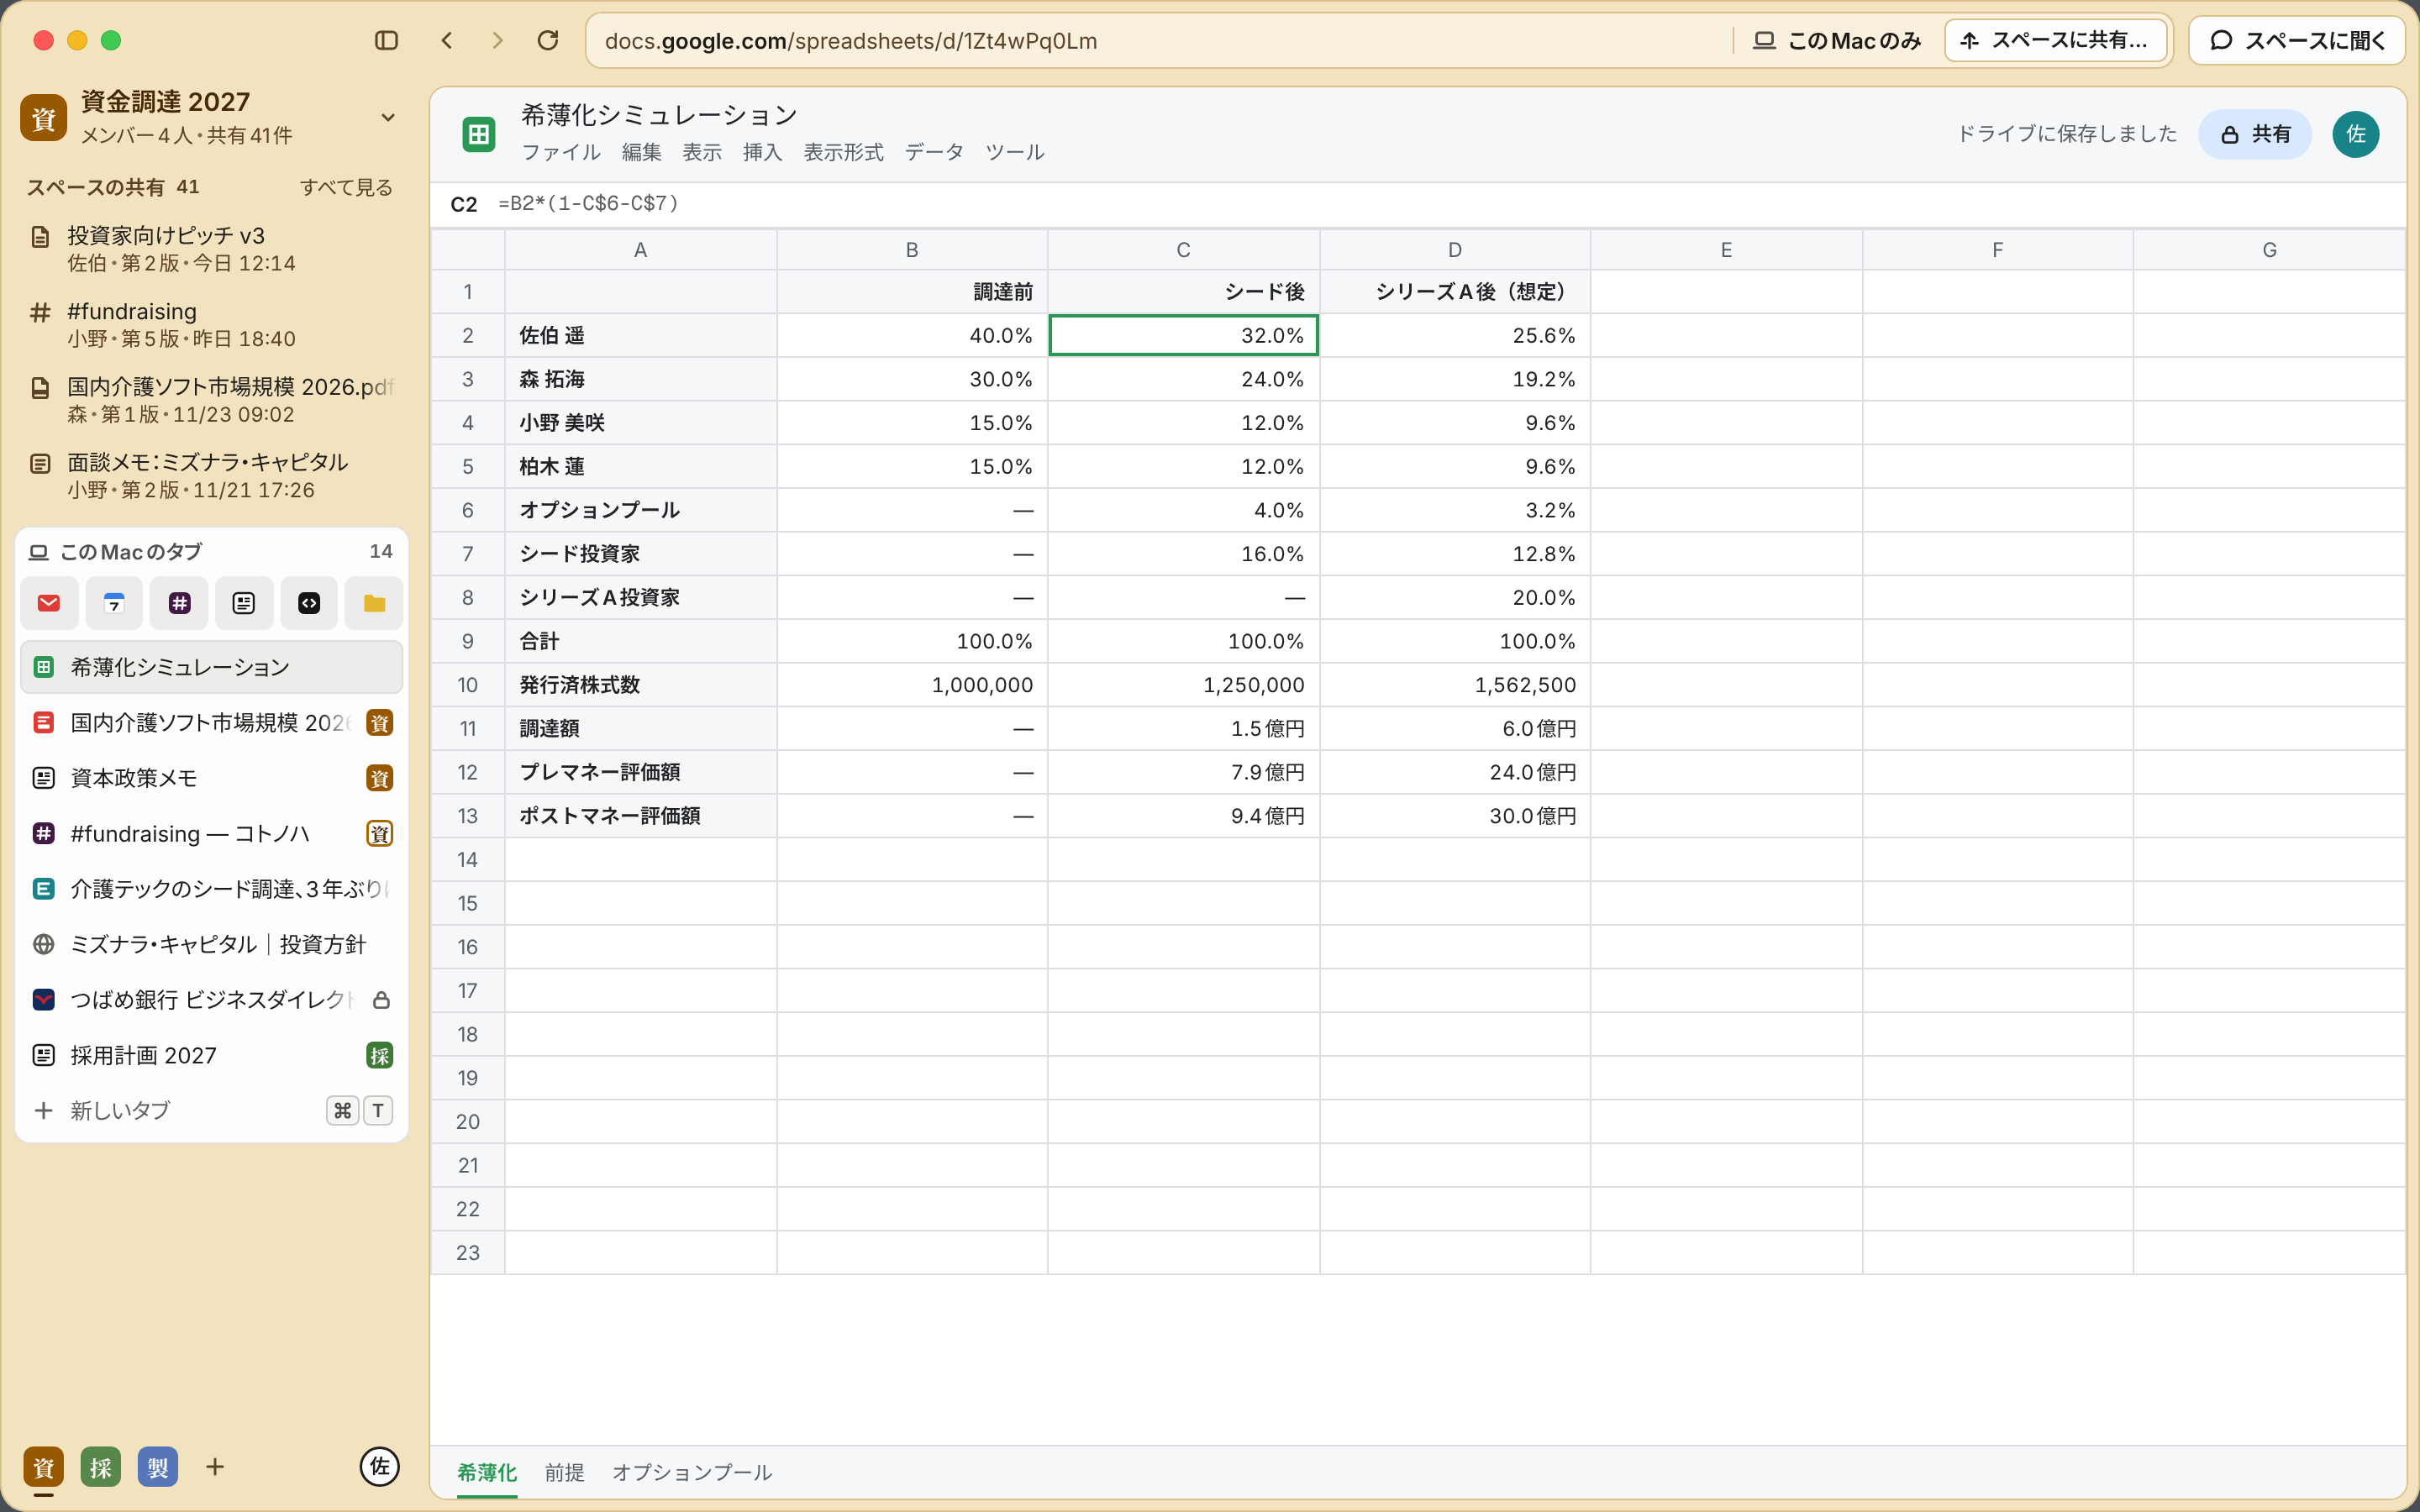 docs.google.com/spreadsheets/d/1Zt4wPq0Lm
このMacのみ
スペースに共有...
スペースに聞く
資
資金調達 2027
メンバー4人・共有41件
スペースの共有 41
すべて見る
投資家向けピッチ v3
佐伯・第2版・今日 12:14
#fundraising
小野・第5版・昨日 18:40
国内介護ソフト市場規模 2026.pdf
森・第1版・11/23 09:02
面談メモ：ミズナラ・キャピタル
小野・第2版・11/21 17:26
このMacのタブ
14
7
希薄化シミュレーション
国内介護ソフト市場規模 2026
資
資本政策メモ
資
#fundraising — コトノハ
資
介護テックのシード調達、3年ぶり
ミズナラ・キャピタル｜投資方針
つばめ銀行 ビジネスダイレクト
採用計画 2027
採
新しいタブ
⌘ T
資 採 製
佐
希薄化シミュレーション
ファイル 編集 表示 挿入 表示形式 データ ツール
ドライブに保存しました
共有
佐
C2 =B2*(1-C$6-C$7)
A B C D E F G
1 調達前 シード後 シリーズA後（想定）
2 佐伯 遥 40.0% 32.0% 25.6%
3 森 拓海 30.0% 24.0% 19.2%
4 小野 美咲 15.0% 12.0% 9.6%
5 柏木 蓮 15.0% 12.0% 9.6%
6 オプションプール — 4.0% 3.2%
7 シード投資家 — 16.0% 12.8%
8 シリーズA投資家 — — 20.0%
9 合計 100.0% 100.0% 100.0%
10 発行済株式数 1,000,000 1,250,000 1,562,500
11 調達額 — 1.5億円 6.0億円
12 プレマネー評価額 — 7.9億円 24.0億円
13 ポストマネー評価額 — 9.4億円 30.0億円
14
15
16
17
18
19
20
21
22
23
希薄化 前提 オプションプール